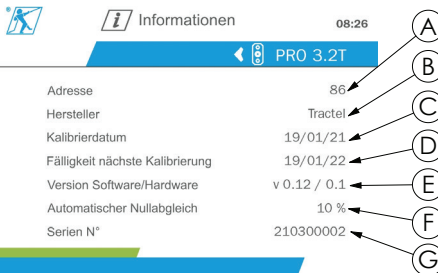 Informationen 08:26
PRO 3.2T
Adresse 86 A
Hersteller Tractel B
Kalibrierdatum 19/01/21 C
Fälligkeit nächste Kalibrierung 19/01/22 D
Version Software/Hardware v 0.12 / 0.1 E
Automatischer Nullabgleich 10 % F
Serien N° 210300002 G